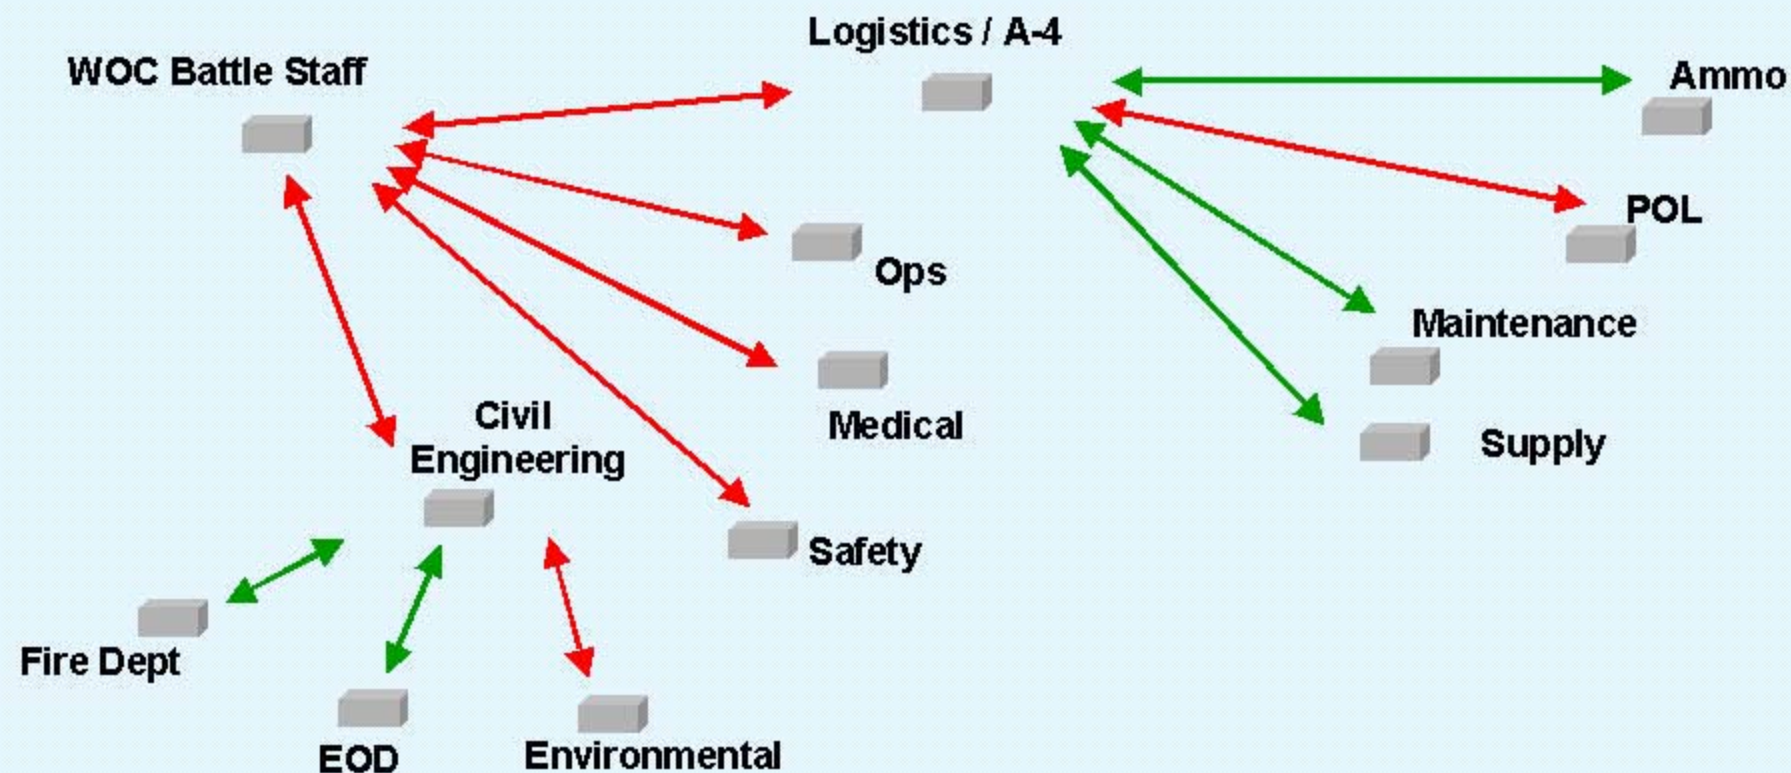 Logistics / A-4
WOC Battle Staff
Ammo
POL
Ops
Maintenance
Civil
Engineering
Medical
Supply
Safety
Fire Dept
EOD
Environmental